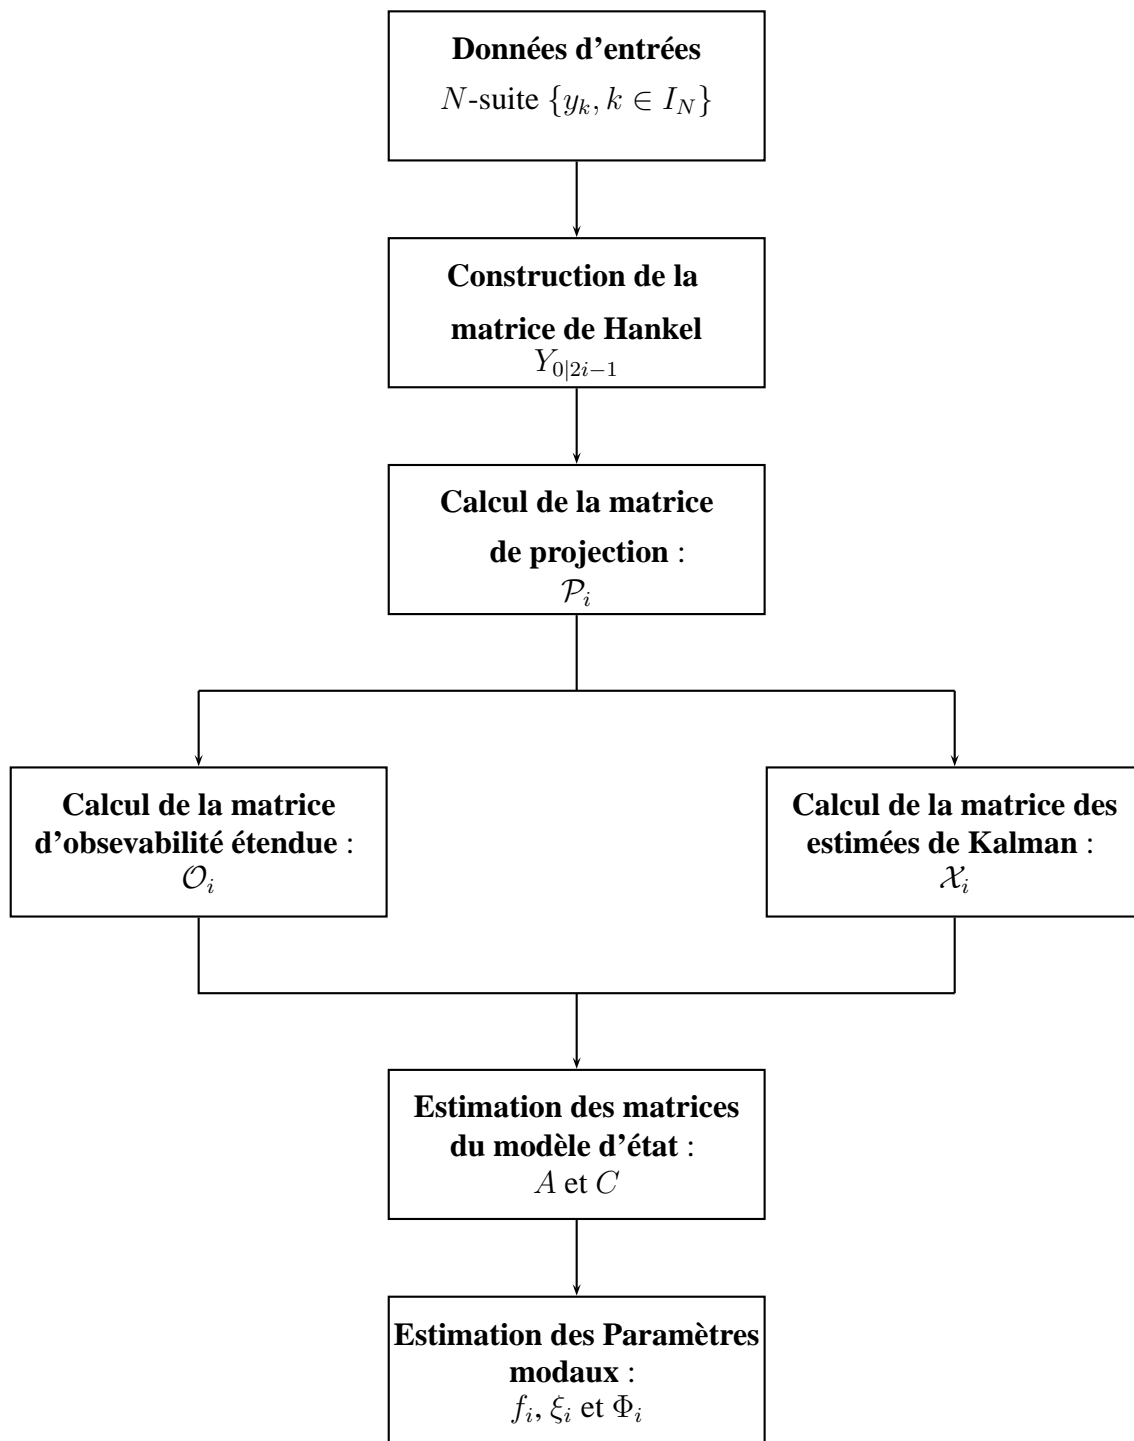 Données d'entrées
N-suite {y_k, k ∈ I_N}
Construction de la
matrice de Hankel
Y_{0|2i−1}
Calcul de la matrice
de projection :
𝒫_i
Calcul de la matrice
d'obsevabilité étendue :
𝒪_i
Calcul de la matrice des
estimées de Kalman :
𝒳_i
Estimation des matrices
du modèle d'état :
A et C
Estimation des Paramètres
modaux :
f_i, ξ_i et Φ_i